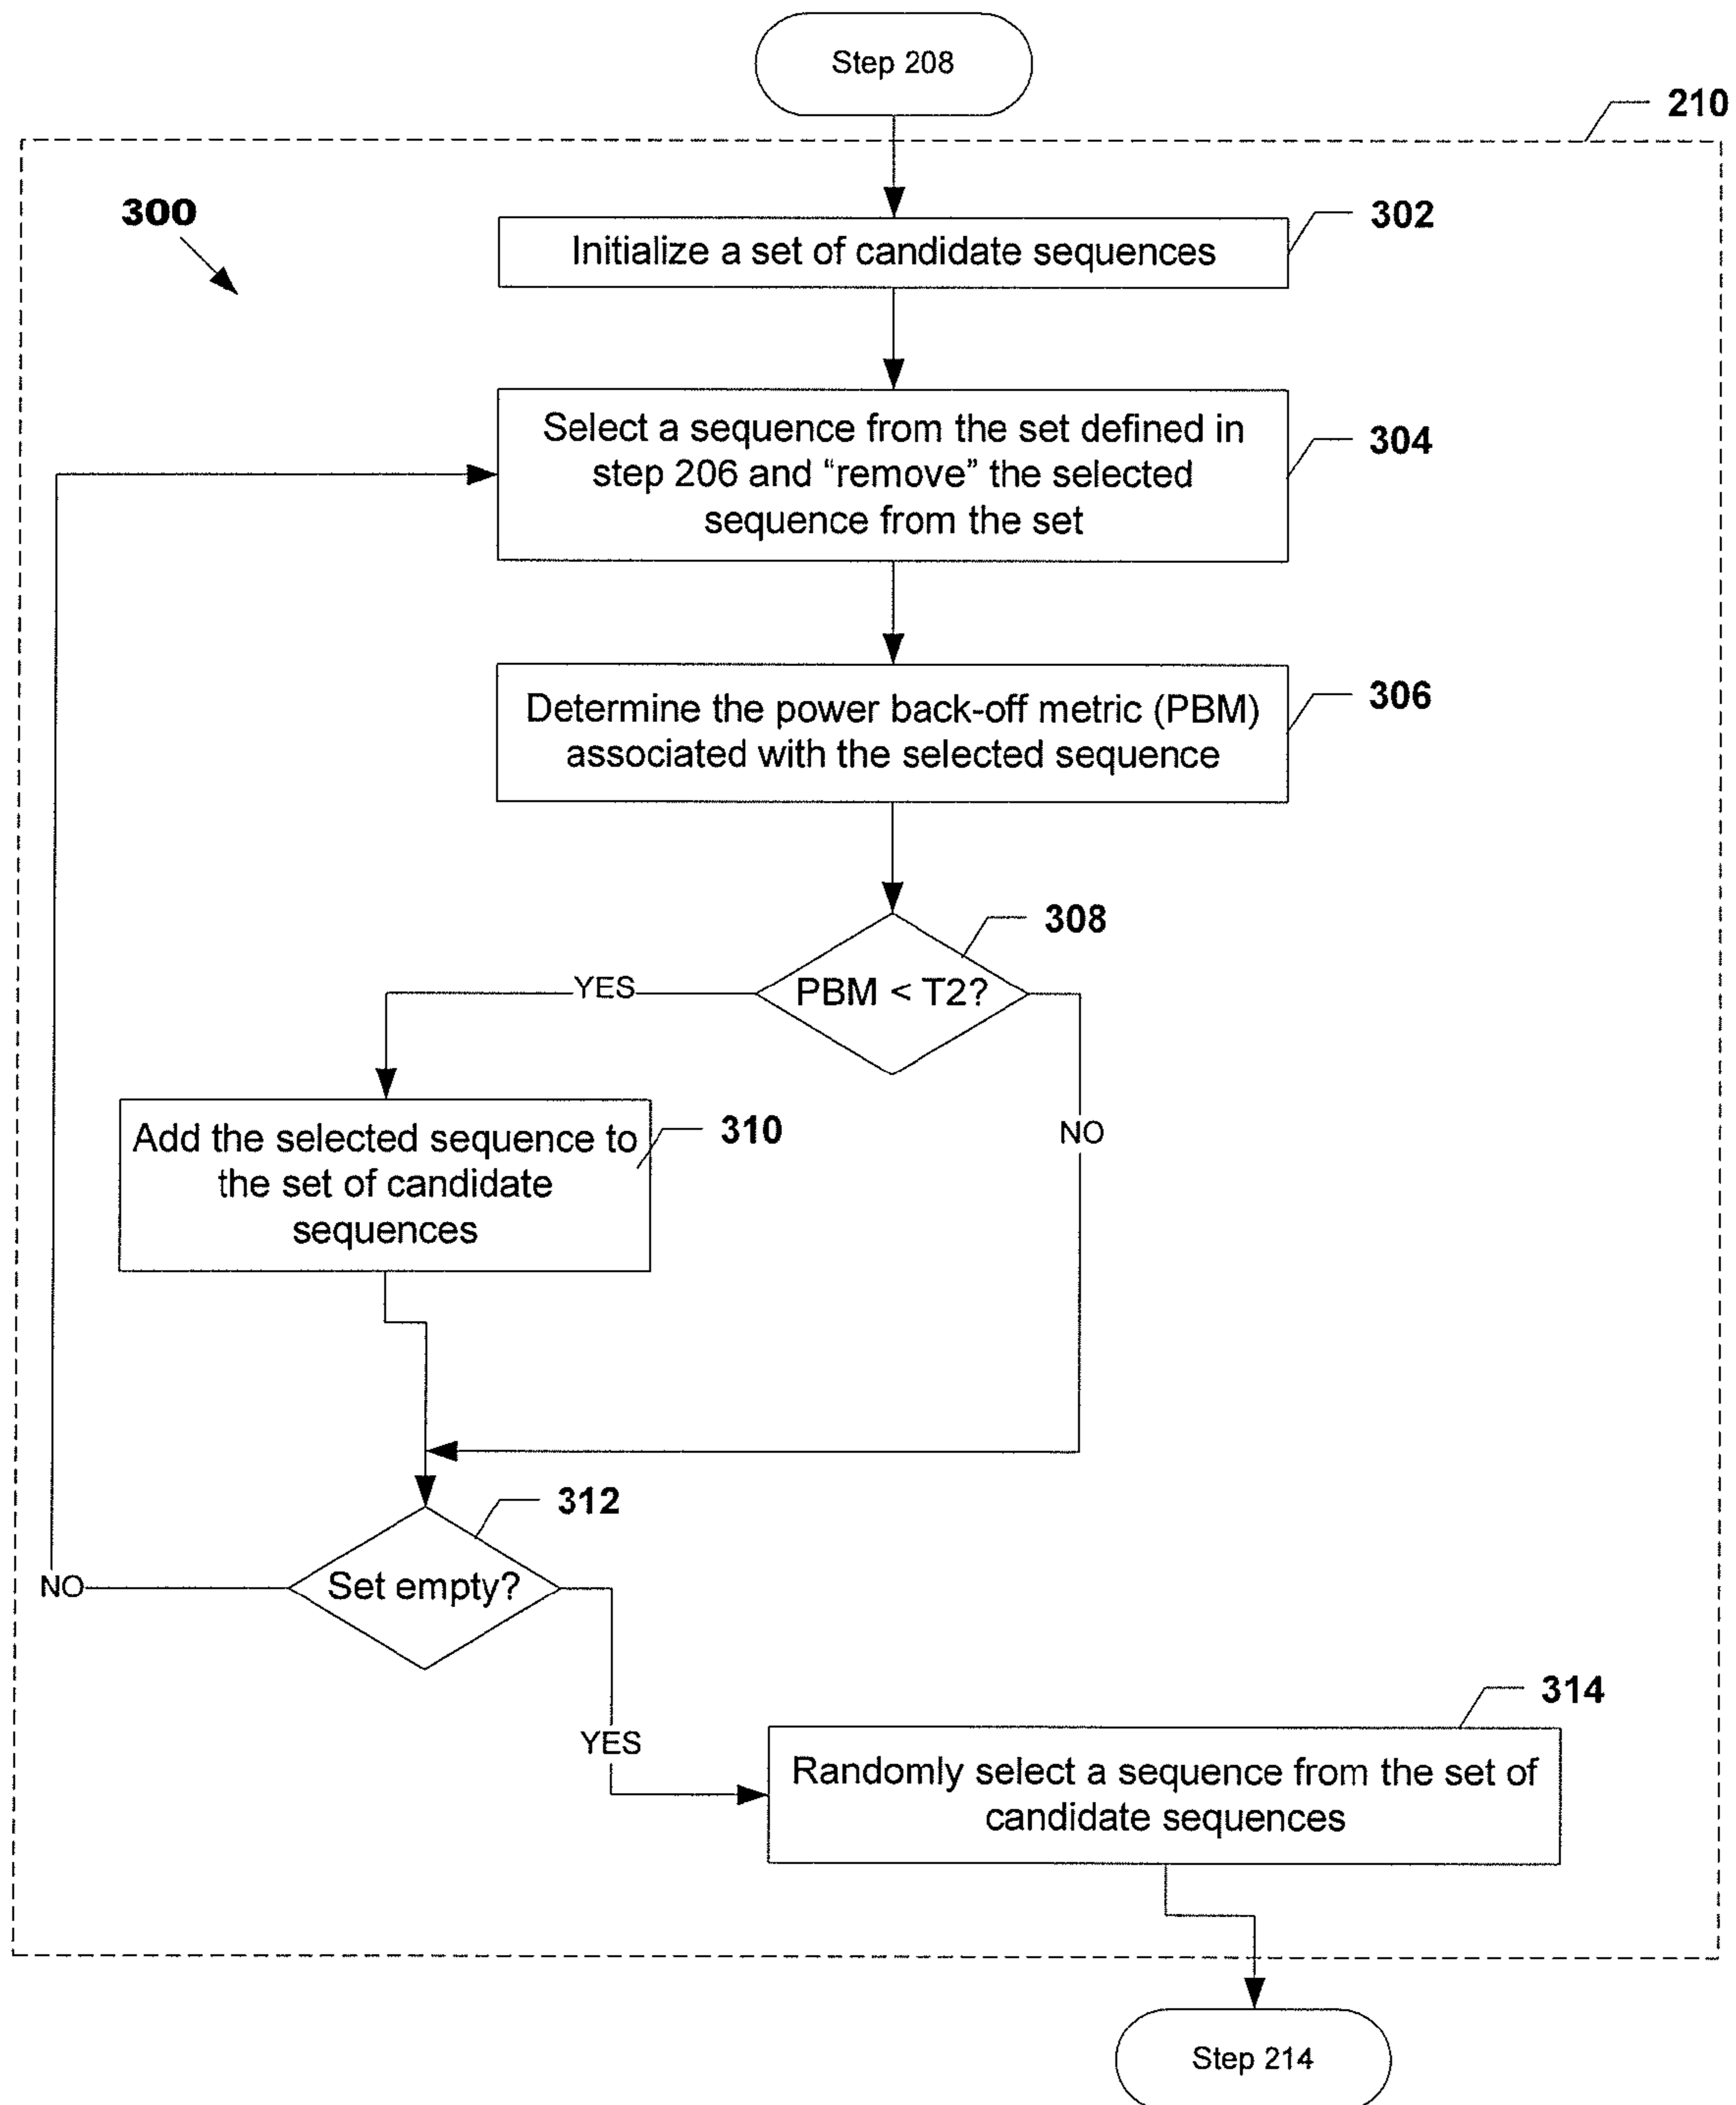 Step 208
210
300
302
Initialize a set of candidate sequences
Select a sequence from the set defined in
step 206 and “remove” the selected
sequence from the set
304
Determine the power back-off metric (PBM)
associated with the selected sequence
306
308
PBM < T2?
YES
NO
Add the selected sequence to
the set of candidate
sequences
310
312
Set empty?
NO
YES
314
Randomly select a sequence from the set of
candidate sequences
Step 214